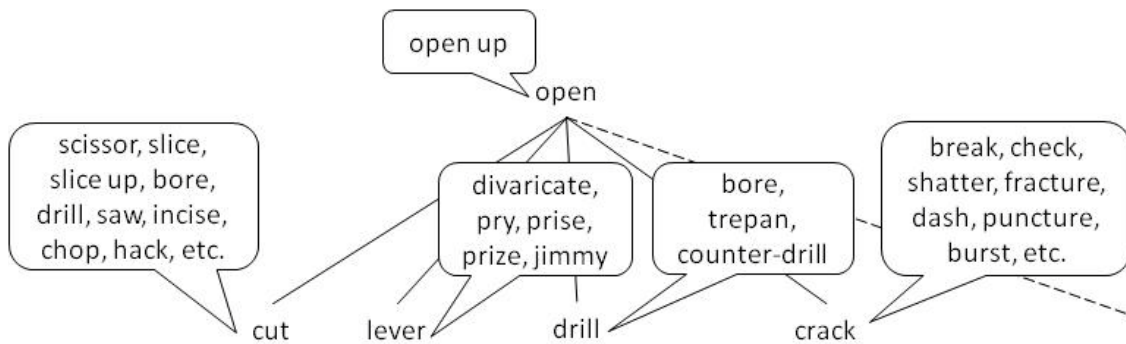 open up
open
scissor, slice,
slice up, bore,
drill, saw, incise,
chop, hack, etc.
divaricate,
pry, prise,
prize, jimmy
bore,
trepan,
counter-drill
break, check,
shatter, fracture,
dash, puncture,
burst, etc.
cut
lever
drill
crack